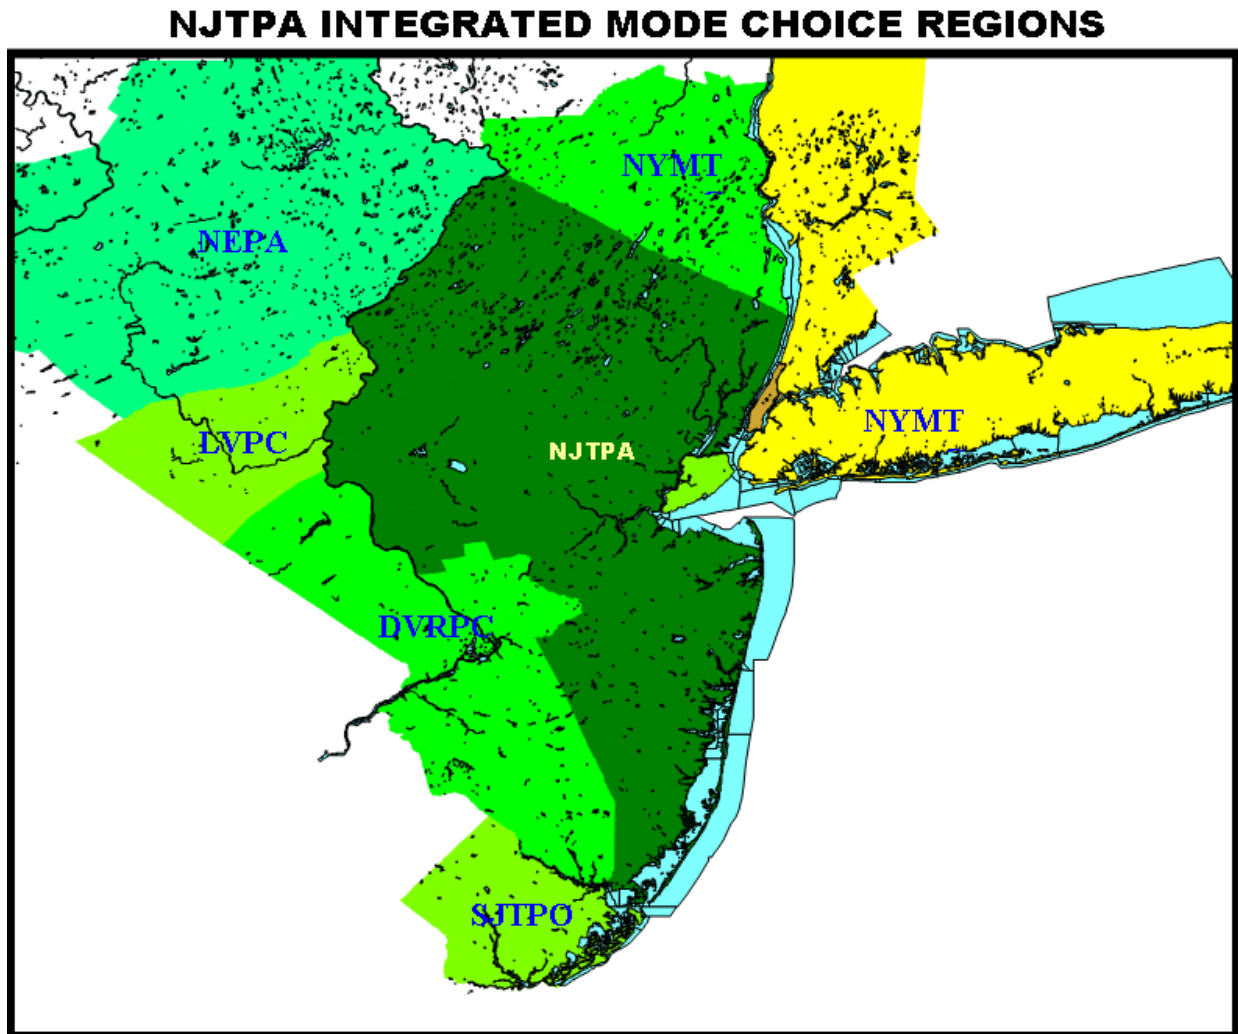 NJTPA INTEGRATED MODE CHOICE REGIONS
NYMT
NEPA
NYMT
LVPC
NJTPA
DVRPC
SJTPO